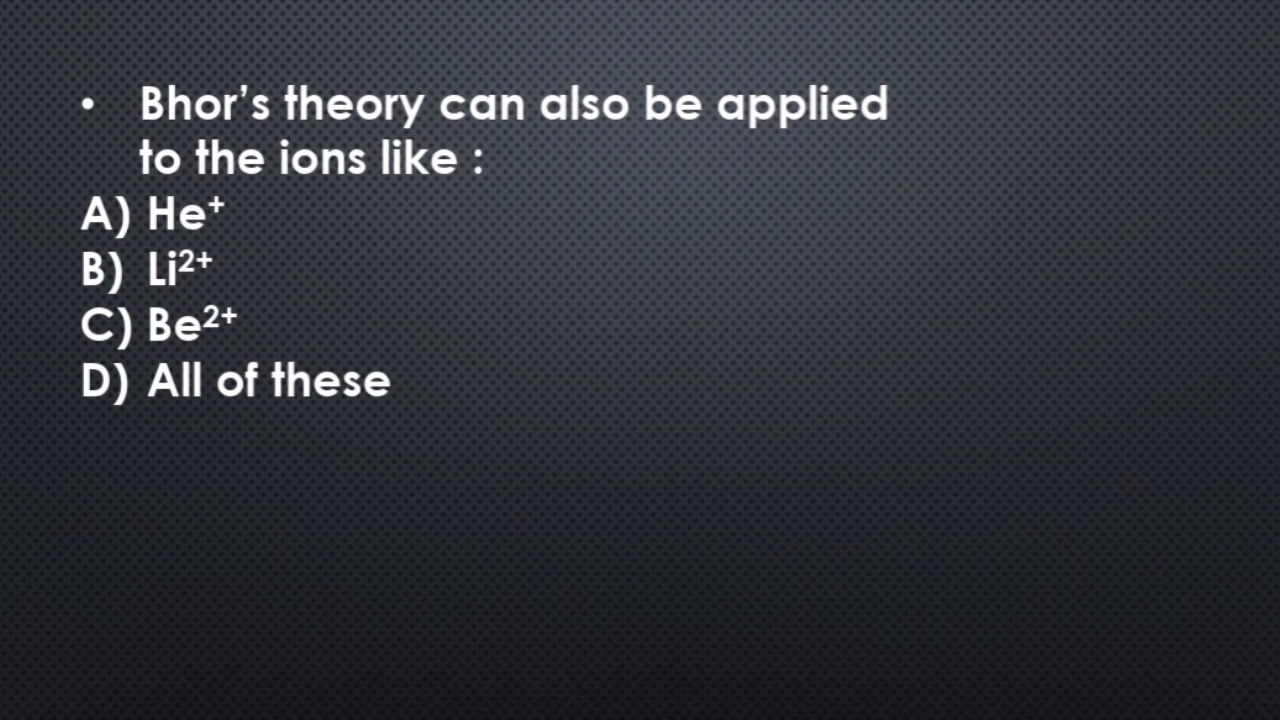 • Bhor’s theory can also be applied
to the ions like :
A) He⁺
B) Li²⁺
C) Be²⁺
D) All of these